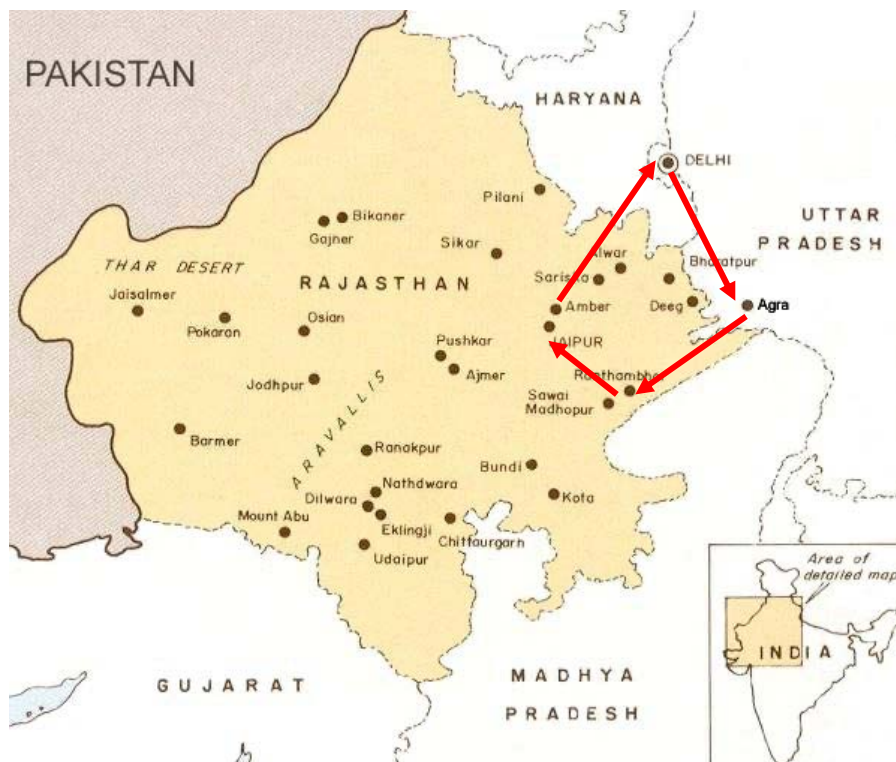 PAKISTAN
HARYANA
DELHI
Pilani
UTTAR
PRADESH
Bikaner
Gajner
Sikar
THAR DESERT
RAJASTHAN
Alwar
Bharatpur
Sariska
Jaisalmer
Pokaran
Osian
Amber
Deeg
Agra
JAIPUR
Pushkar
Ajmer
Jodhpur
Ranthambhor
Sawai
Madhopur
ARAVALLIS
Barmer
Ranakpur
Bundi
Nathdwara
Kota
Dilwara
Mount Abu
Eklingji
Chittaurgarh
Udaipur
Area of
detailed map
INDIA
GUJARAT
MADHYA
PRADESH